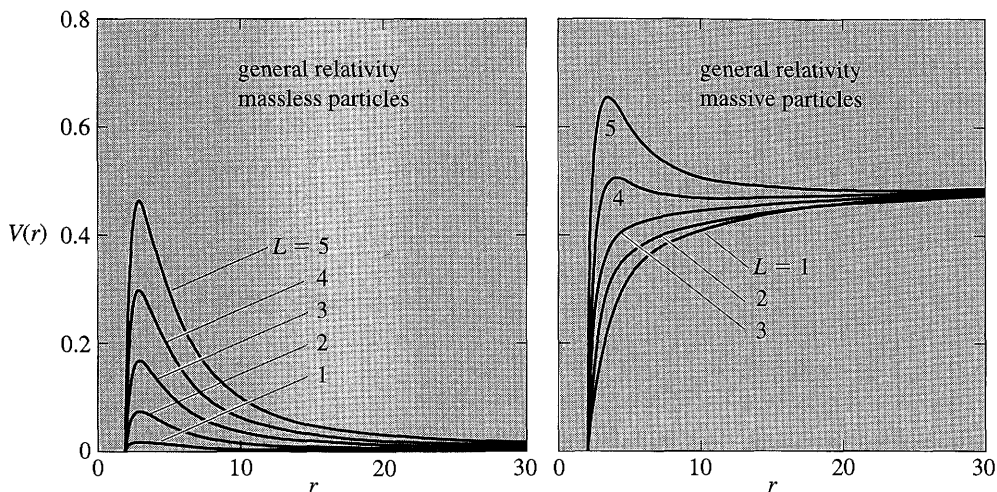 0.8
general relativity
massless particles
0.6
V(r)
0.4
L = 5
4
3
0.2
2
1
0
0
10
20
30
r
general relativity
massive particles
5
4
L = 1
2
3
0
10
20
30
r